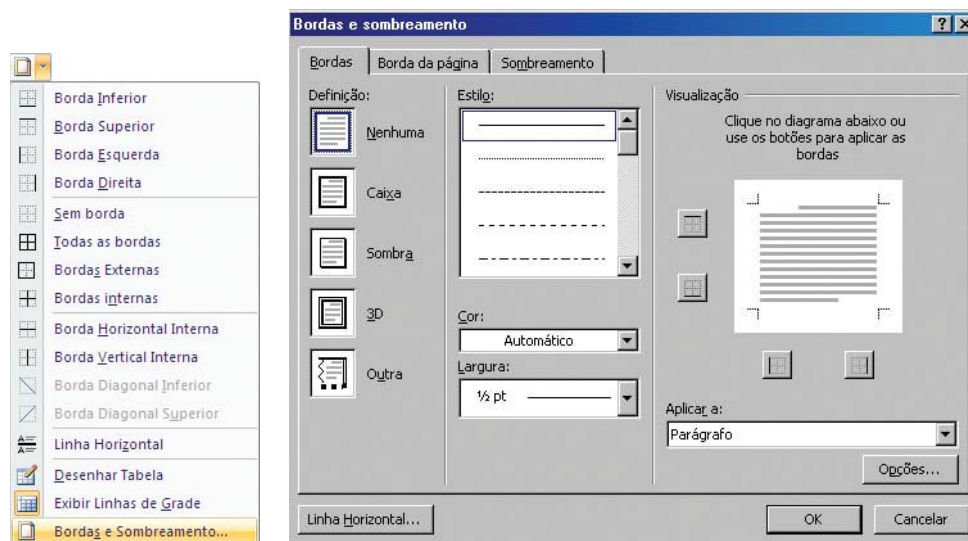 Borda Inferior
Borda Superior
Borda Esquerda
Borda Direita
Sem borda
Todas as bordas
Bordas Externas
Bordas internas
Borda Horizontal Interna
Borda Vertical Interna
Borda Diagonal Inferior
Borda Diagonal Superior
Linha Horizontal
Desenhar Tabela
Exibir Linhas de Grade
Bordas e Sombreamento...
Bordas e sombreamento
Bordas
Borda da página
Sombreamento
Definição:
Nenhuma
Caixa
Sombra
3D
Outra
Estilo:
Cor:
Automático
Largura:
½ pt
Visualização
Clique no diagrama abaixo ou
use os botões para aplicar as
bordas
Aplicar a:
Parágrafo
Opções...
Linha Horizontal...
OK
Cancelar